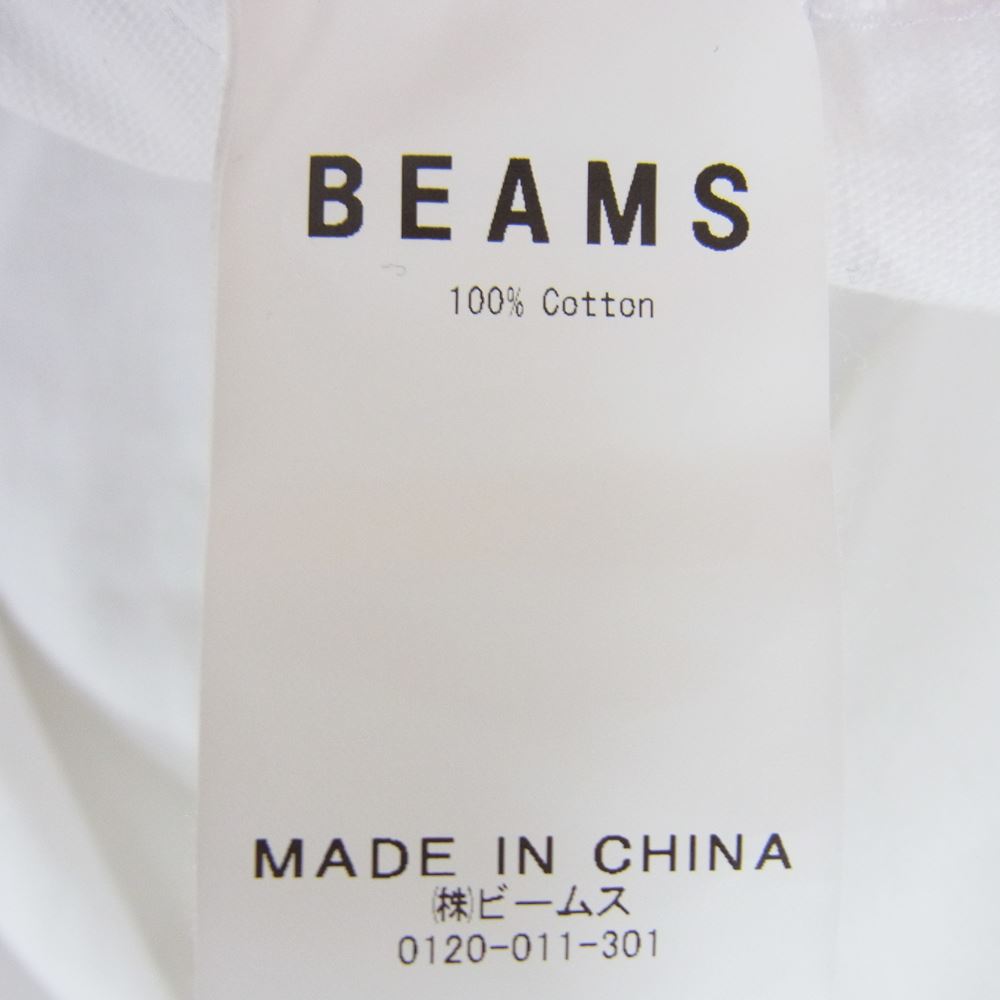 BEAMS
100% Cotton
MADE IN CHINA
㈱ビームス
0120-011-301